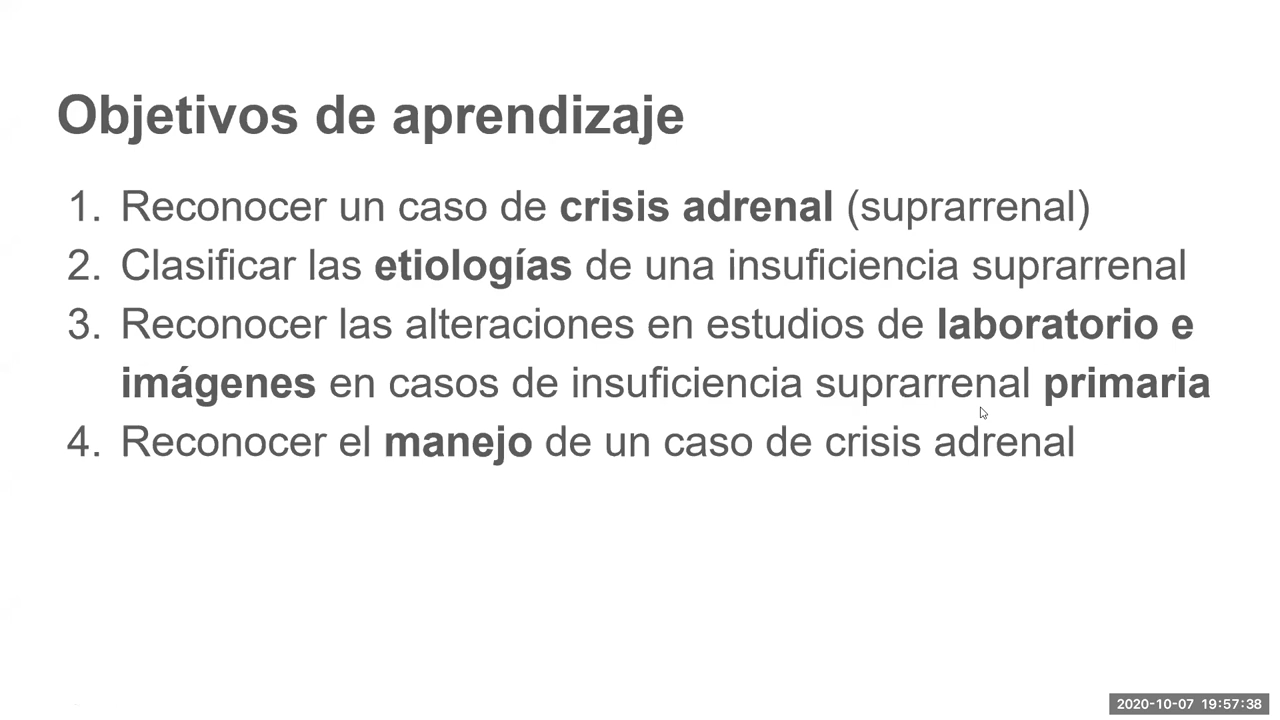 Objetivos de aprendizaje
1. Reconocer un caso de crisis adrenal (suprarrenal)
2. Clasificar las etiologías de una insuficiencia suprarrenal
3. Reconocer las alteraciones en estudios de laboratorio e
imágenes en casos de insuficiencia suprarrenal primaria
4. Reconocer el manejo de un caso de crisis adrenal
2020-10-07 19:57:38